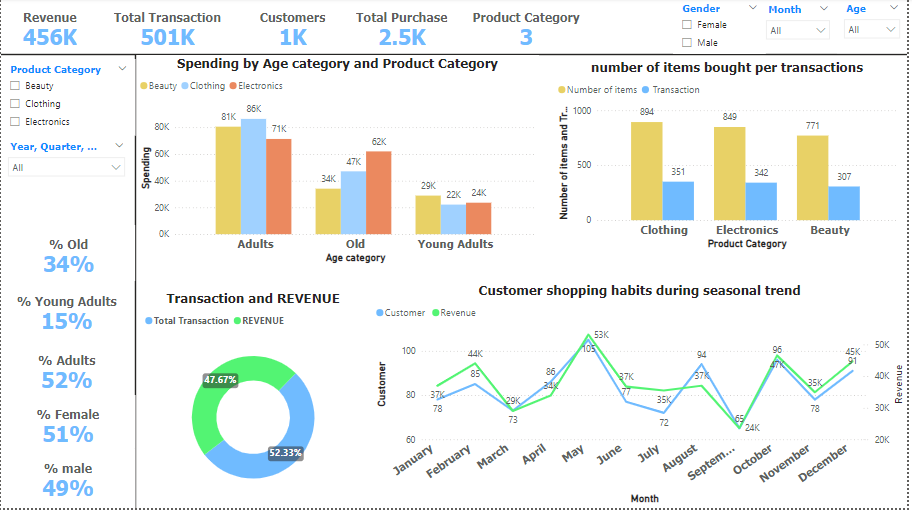 Revenue
456K
Total Transaction
501K
Customers
1K
Total Purchase
2.5K
Product Category
3
Gender
Female
Male
Month
All
Age
All
Product Category
Beauty
Clothing
Electronics
Year, Quarter, ...
All
% Old
34%
% Young Adults
15%
% Adults
52%
% Female
51%
% male
49%
Spending by Age category and Product Category
Beauty Clothing Electronics
Spending
80K
60K
40K
20K
0K
81K 86K 71K
34K 47K 62K
29K 22K 24K
Adults Old Young Adults
Age category
number of items bought per transactions
Number of items Transaction
Number of items and Tr...
1000
500
0
894 351
849 342
771 307
Clothing Electronics Beauty
Product Category
Transaction and REVENUE
Total Transaction REVENUE
47.67%
52.33%
Customer shopping habits during seasonal trend
Customer Revenue
Customer
100
80
60
37K 44K 29K 34K 53K 37K 35K 37K 24K 47K 35K 45K
78 85 73 86 105 77 72 94 65 96 78 91
50K
40K
30K
20K
Revenue
January February March April May June July August Septem... October November December
Month